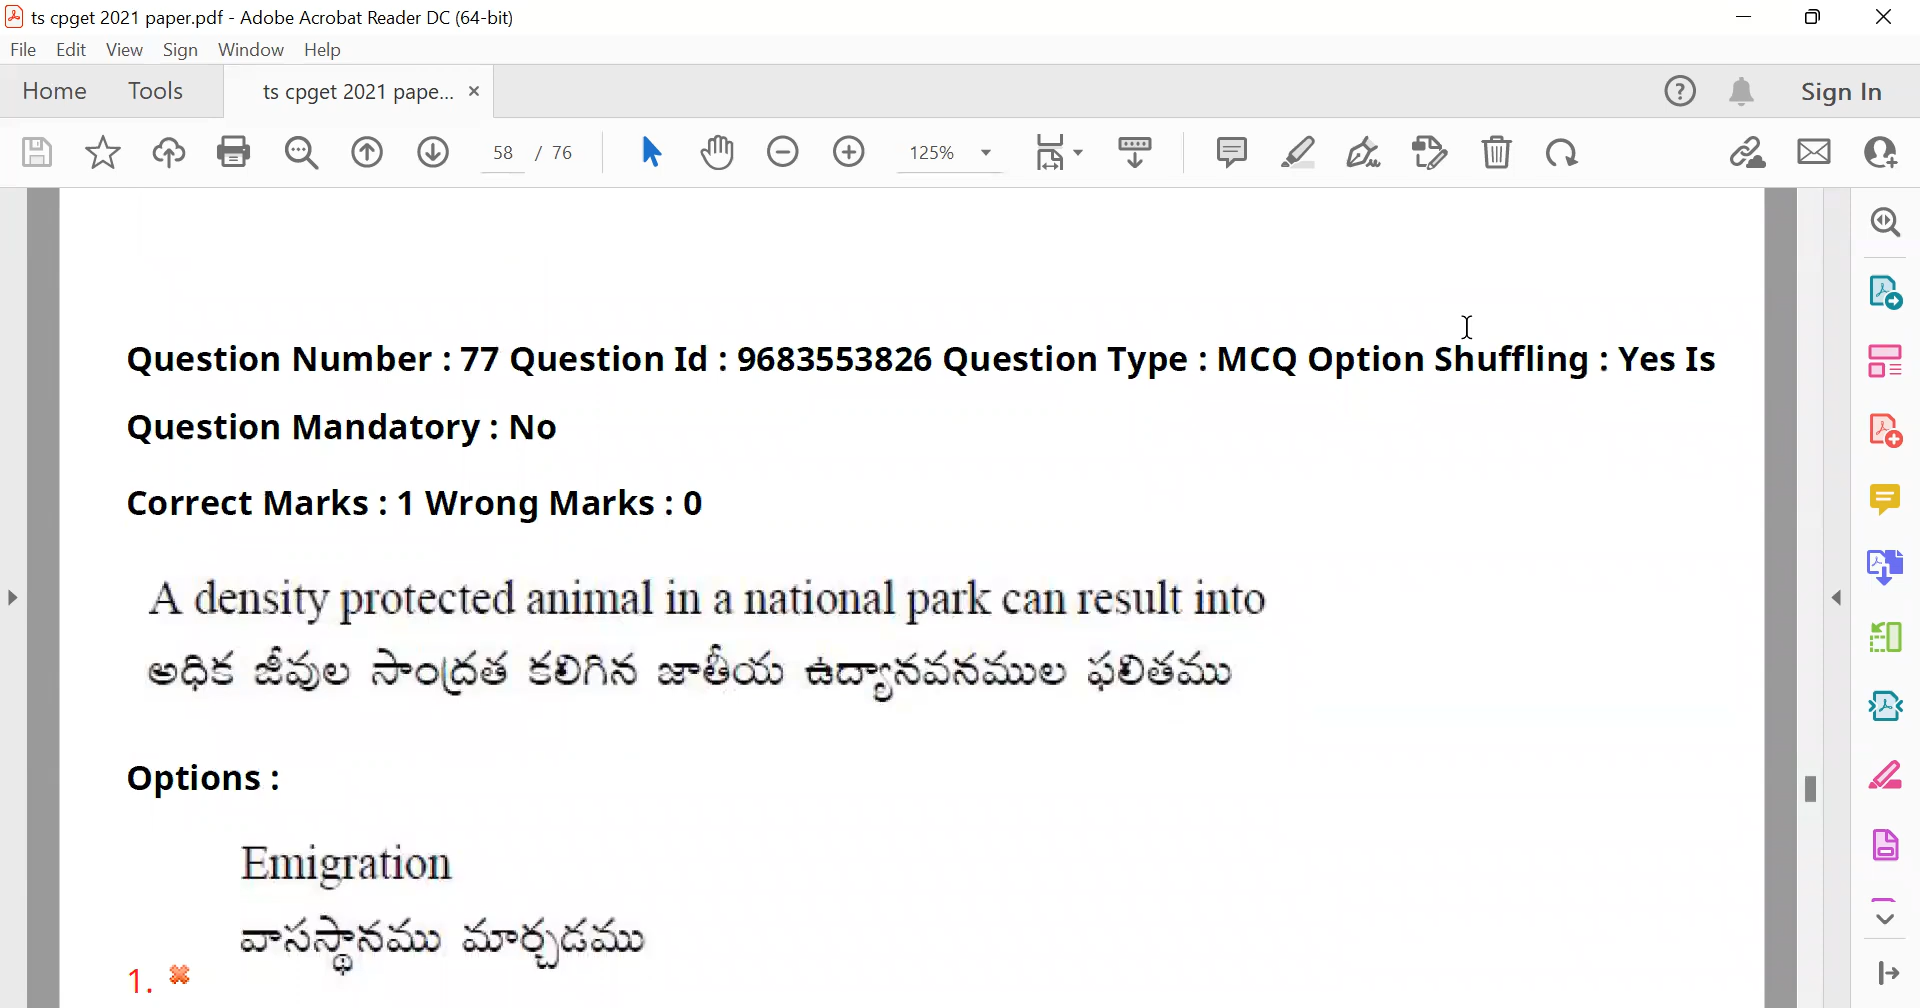 ts cpget 2021 paper.pdf - Adobe Acrobat Reader DC (64-bit)
File Edit View Sign Window Help
Home Tools ts cpget 2021 pape... × Sign In
58 / 76 125%
Question Number : 77 Question Id : 9683553826 Question Type : MCQ Option Shuffling : Yes Is
Question Mandatory : No
Correct Marks : 1 Wrong Marks : 0
A density protected animal in a national park can result into
అధిక జీవుల సాంద్రత కలిగిన జాతీయ ఉద్యానవనముల ఫలితము
Options :
Emigration
వాసస్థానము మార్చడము
1.